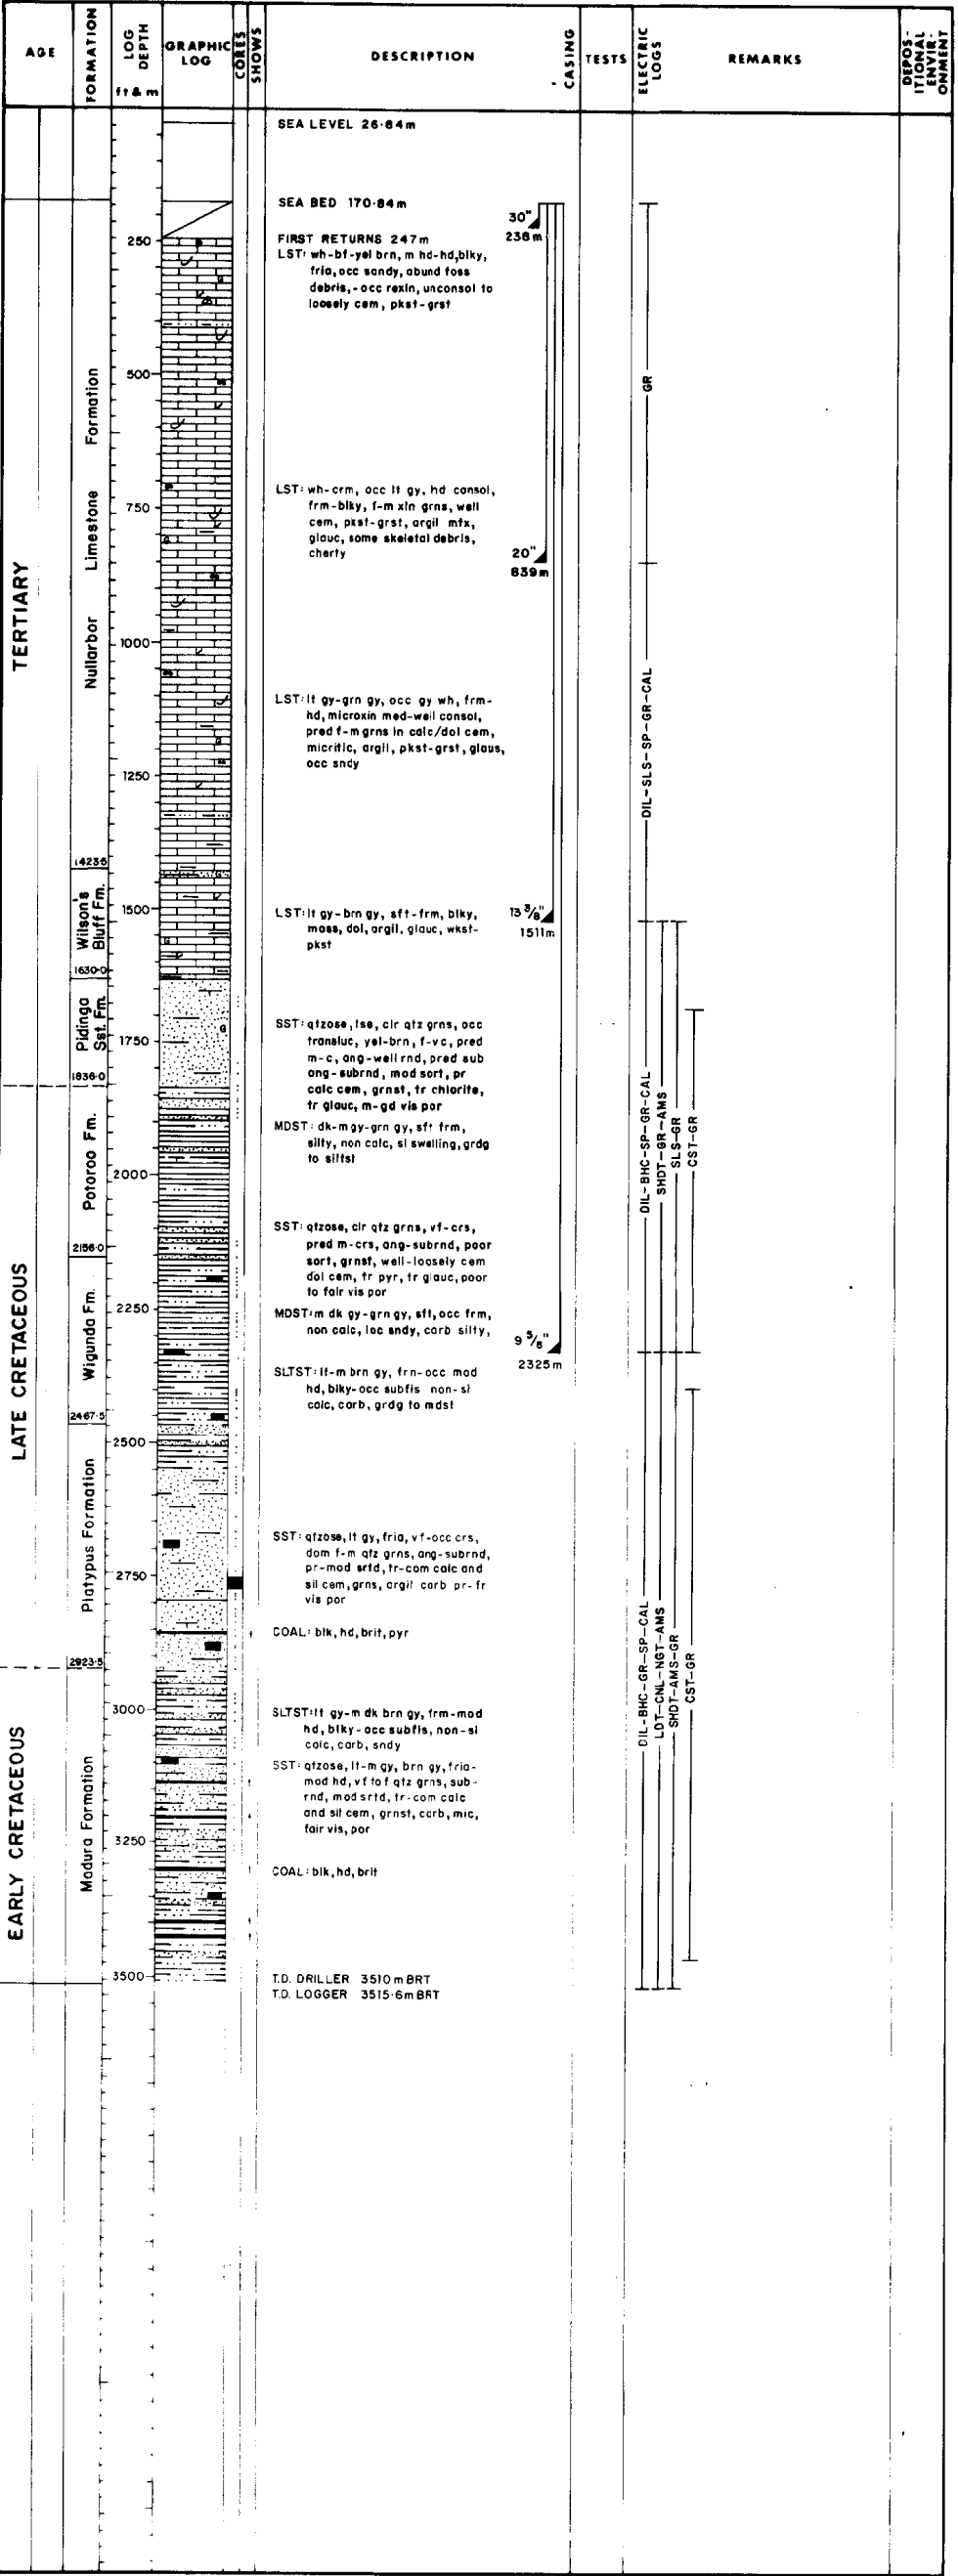 AGE
FORMATION
LOG
DEPTH
ft & m
GRAPHIC
LOG
CORES
SHOWS
DESCRIPTION
CASING
TESTS
ELECTRIC
LOGS
REMARKS
DEPOS-
ITIONAL
ENVIR-
ONMENT
SEA LEVEL 26·84m
SEA BED 170·84m
30"
238m
250
FIRST RETURNS 247m
LST: wh-bf-yel brn, m hd-hd,blky,
fria, occ sandy, abund foss
debris,- occ rexln, unconsol to
loosely cem, pkst-grst
500
GR
TERTIARY
Nullarbor Limestone Formation
LST: wh-crm, occ lt gy, hd consol,
frm-blky, f-m xln grns, well
cem, pkst-grst, argil mtx,
glauc, some skeletal debris,
cherty
750
20"
839m
1000
LST: lt gy-grn gy, occ gy wh, frm-
hd, microxln med-well consol,
pred f-m grns in calc/dol cem,
micritic, argil, pkst-grst, glaus,
occ sndy
1250
DIL-SLS-SP-GR-CAL
1423·5
Wilson's
Bluff Fm.
1500
LST: lt gy-brn gy, sft-frm, blky,
moss, dol, argil, glauc, wkst-
pkst
13 3/8"
1511m
1630·0
Pidinga
Sst. Fm.
SST: qtzose, lse, clr qtz grns, occ
transluc, yel-brn, f-vc, pred
m-c, ang-well rnd, pred sub
ang-subrnd, mod sort, pr
calc cem, grnst, tr chlorite,
tr glauc, m-gd vis por
1750
1836·0
MDST: dk-m gy-grn gy, sft frm,
silty, non calc, sl swelling, grdg
to siltst
Potoroo Fm.
2000
DIL-BHC-SP-GR-CAL
SHDT-GR-AMS
SLS-GR
CST-GR
SST: qtzose, clr qtz grns, vf-crs,
pred m-crs, ang-subrnd, poor
sort, grnst, well-loosely cem
dol cem, tr pyr, tr glauc, poor
to fair vis por
2156·0
LATE CRETACEOUS
Wigunda Fm.
2250
MDST: m dk gy-grn gy, sft, occ frm,
non calc, loc sndy, carb silty,
9 5/8"
2325m
SLTST: lt-m brn gy, frn-occ mod
hd, blky-occ subfis non-sl
calc, carb, grdg to mdst
2467·5
2500
Platypus Formation
SST: qtzose, lt gy, fria, vf-occ crs,
dom f-m qtz grns, ang-subrnd,
pr-mod srtd, tr-com calc and
sil cem, grns, argil carb pr-fr
vis por
2750
COAL: blk, hd, brit, pyr
2923·5
DIL-BHC-GR-SP-CAL
LDT-CNL-NGT-AMS
SHDT-AMS-GR
CST-GR
3000
SLTST: lt gy-m dk brn gy, frm-mod
hd, blky-occ subfis, non-sl
calc, carb, sndy
EARLY CRETACEOUS
Madura Formation
SST: qtzose, lt-m gy, brn gy, fria-
mod hd, vf to f qtz grns, sub-
rnd, mod srtd, tr-com calc
and sil cem, grnst, carb, mic,
fair vis, por
3250
COAL: blk, hd, brit
3500
T.D. DRILLER 3510 m BRT
T.D. LOGGER 3515·6m BRT